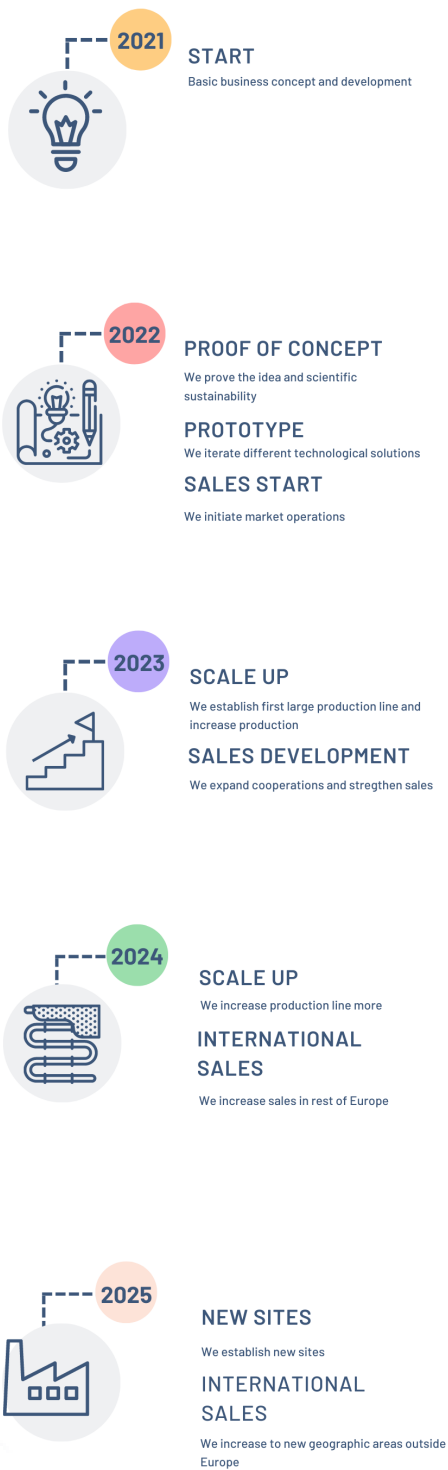 2021
START
Basic business concept and development
2022
PROOF OF CONCEPT
We prove the idea and scientific
sustainability
PROTOTYPE
We iterate different technological solutions
SALES START
We initiate market operations
2023
SCALE UP
We establish first large production line and
increase production
SALES DEVELOPMENT
We expand cooperations and stregthen sales
2024
SCALE UP
We increase production line more
INTERNATIONAL
SALES
We increase sales in rest of Europe
2025
NEW SITES
We establish new sites
INTERNATIONAL
SALES
We increase to new geographic areas outside
Europe